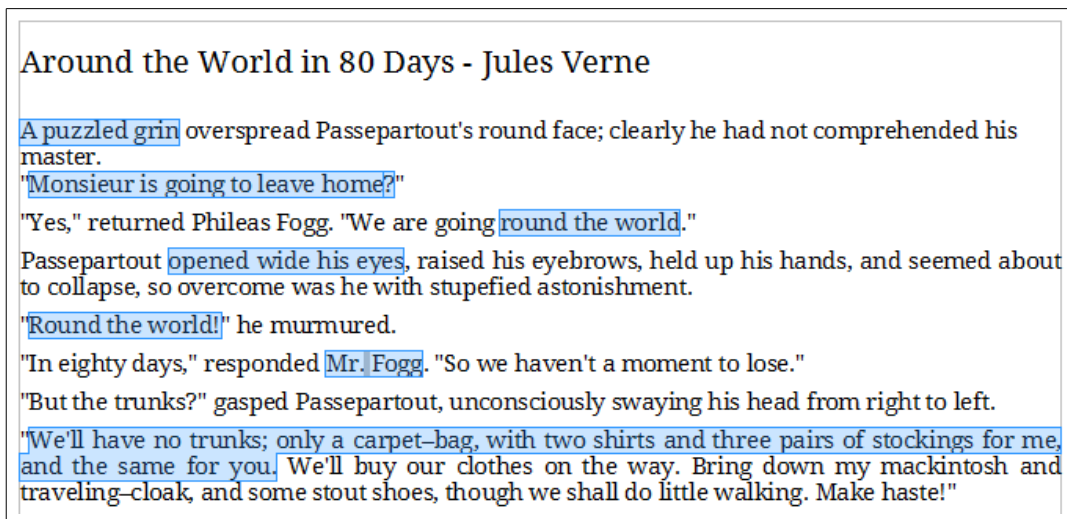 Around the World in 80 Days - Jules Verne
A puzzled grin overspread Passepartout's round face; clearly he had not comprehended his
master.
"Monsieur is going to leave home?"
"Yes," returned Phileas Fogg. "We are going round the world."
Passepartout opened wide his eyes, raised his eyebrows, held up his hands, and seemed about
to collapse, so overcome was he with stupefied astonishment.
"Round the world!" he murmured.
"In eighty days," responded Mr. Fogg. "So we haven't a moment to lose."
"But the trunks?" gasped Passepartout, unconsciously swaying his head from right to left.
"We'll have no trunks; only a carpet–bag, with two shirts and three pairs of stockings for me,
and the same for you. We'll buy our clothes on the way. Bring down my mackintosh and
traveling–cloak, and some stout shoes, though we shall do little walking. Make haste!"